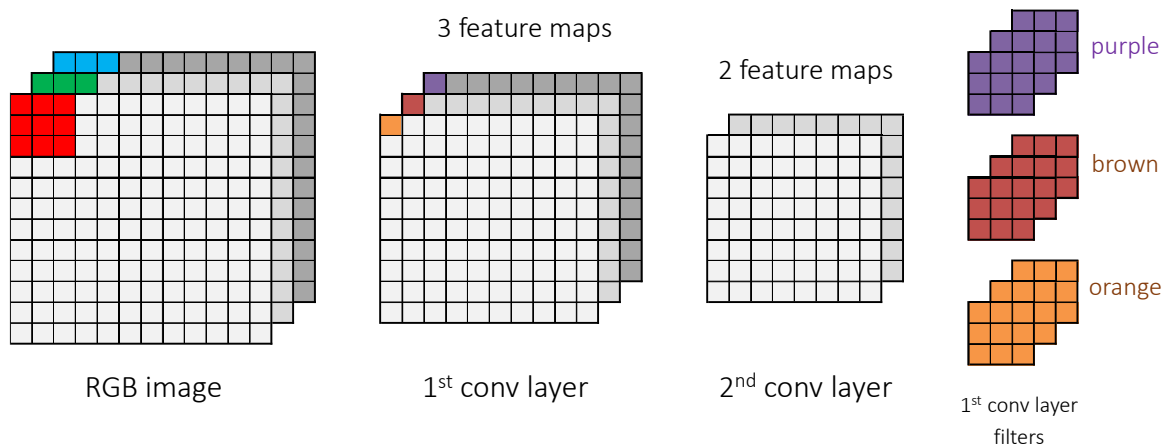 3 feature maps
2 feature maps
purple
brown
orange
RGB image
1st conv layer
2nd conv layer
1st conv layer
filters